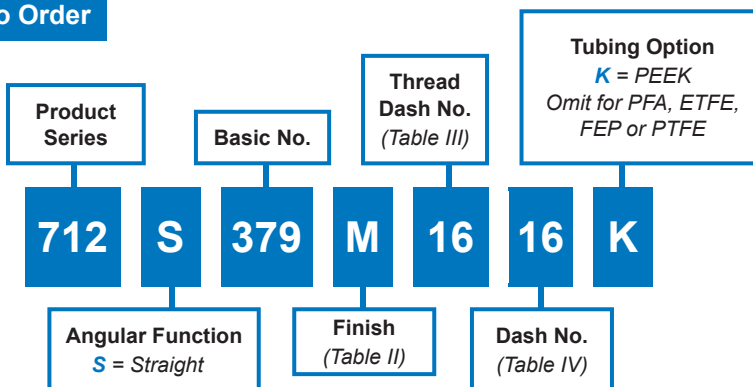 o Order
Tubing Option
K = PEEK
Omit for PFA, ETFE,
FEP or PTFE
Thread
Dash No.
(Table III)
Product
Series
Basic No.
712 S 379 M 16 16 K
Angular Function
S = Straight
Finish
(Table II)
Dash No.
(Table IV)